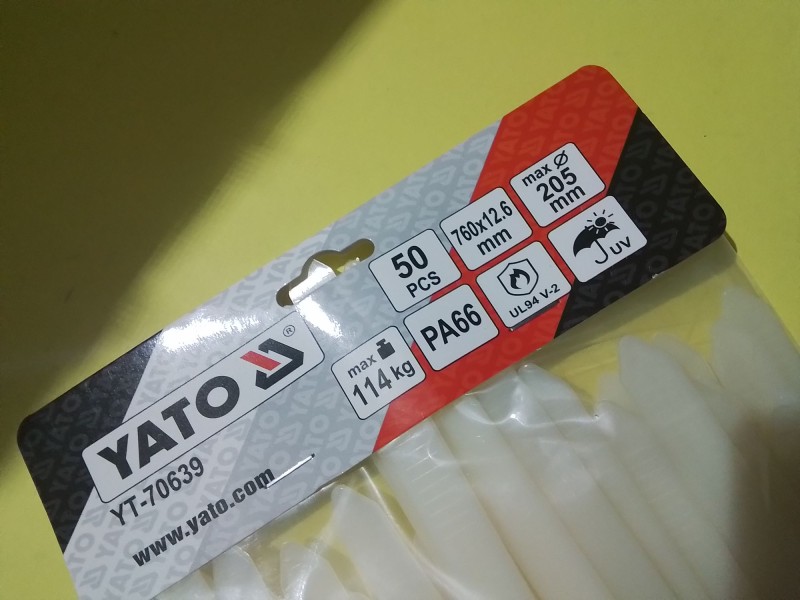 YATO ®
YT-70639
www.yato.com
50
PCS
760x12.6
mm
max Ø
205
mm
max
114 kg
PA66
UL94 V-2
UV